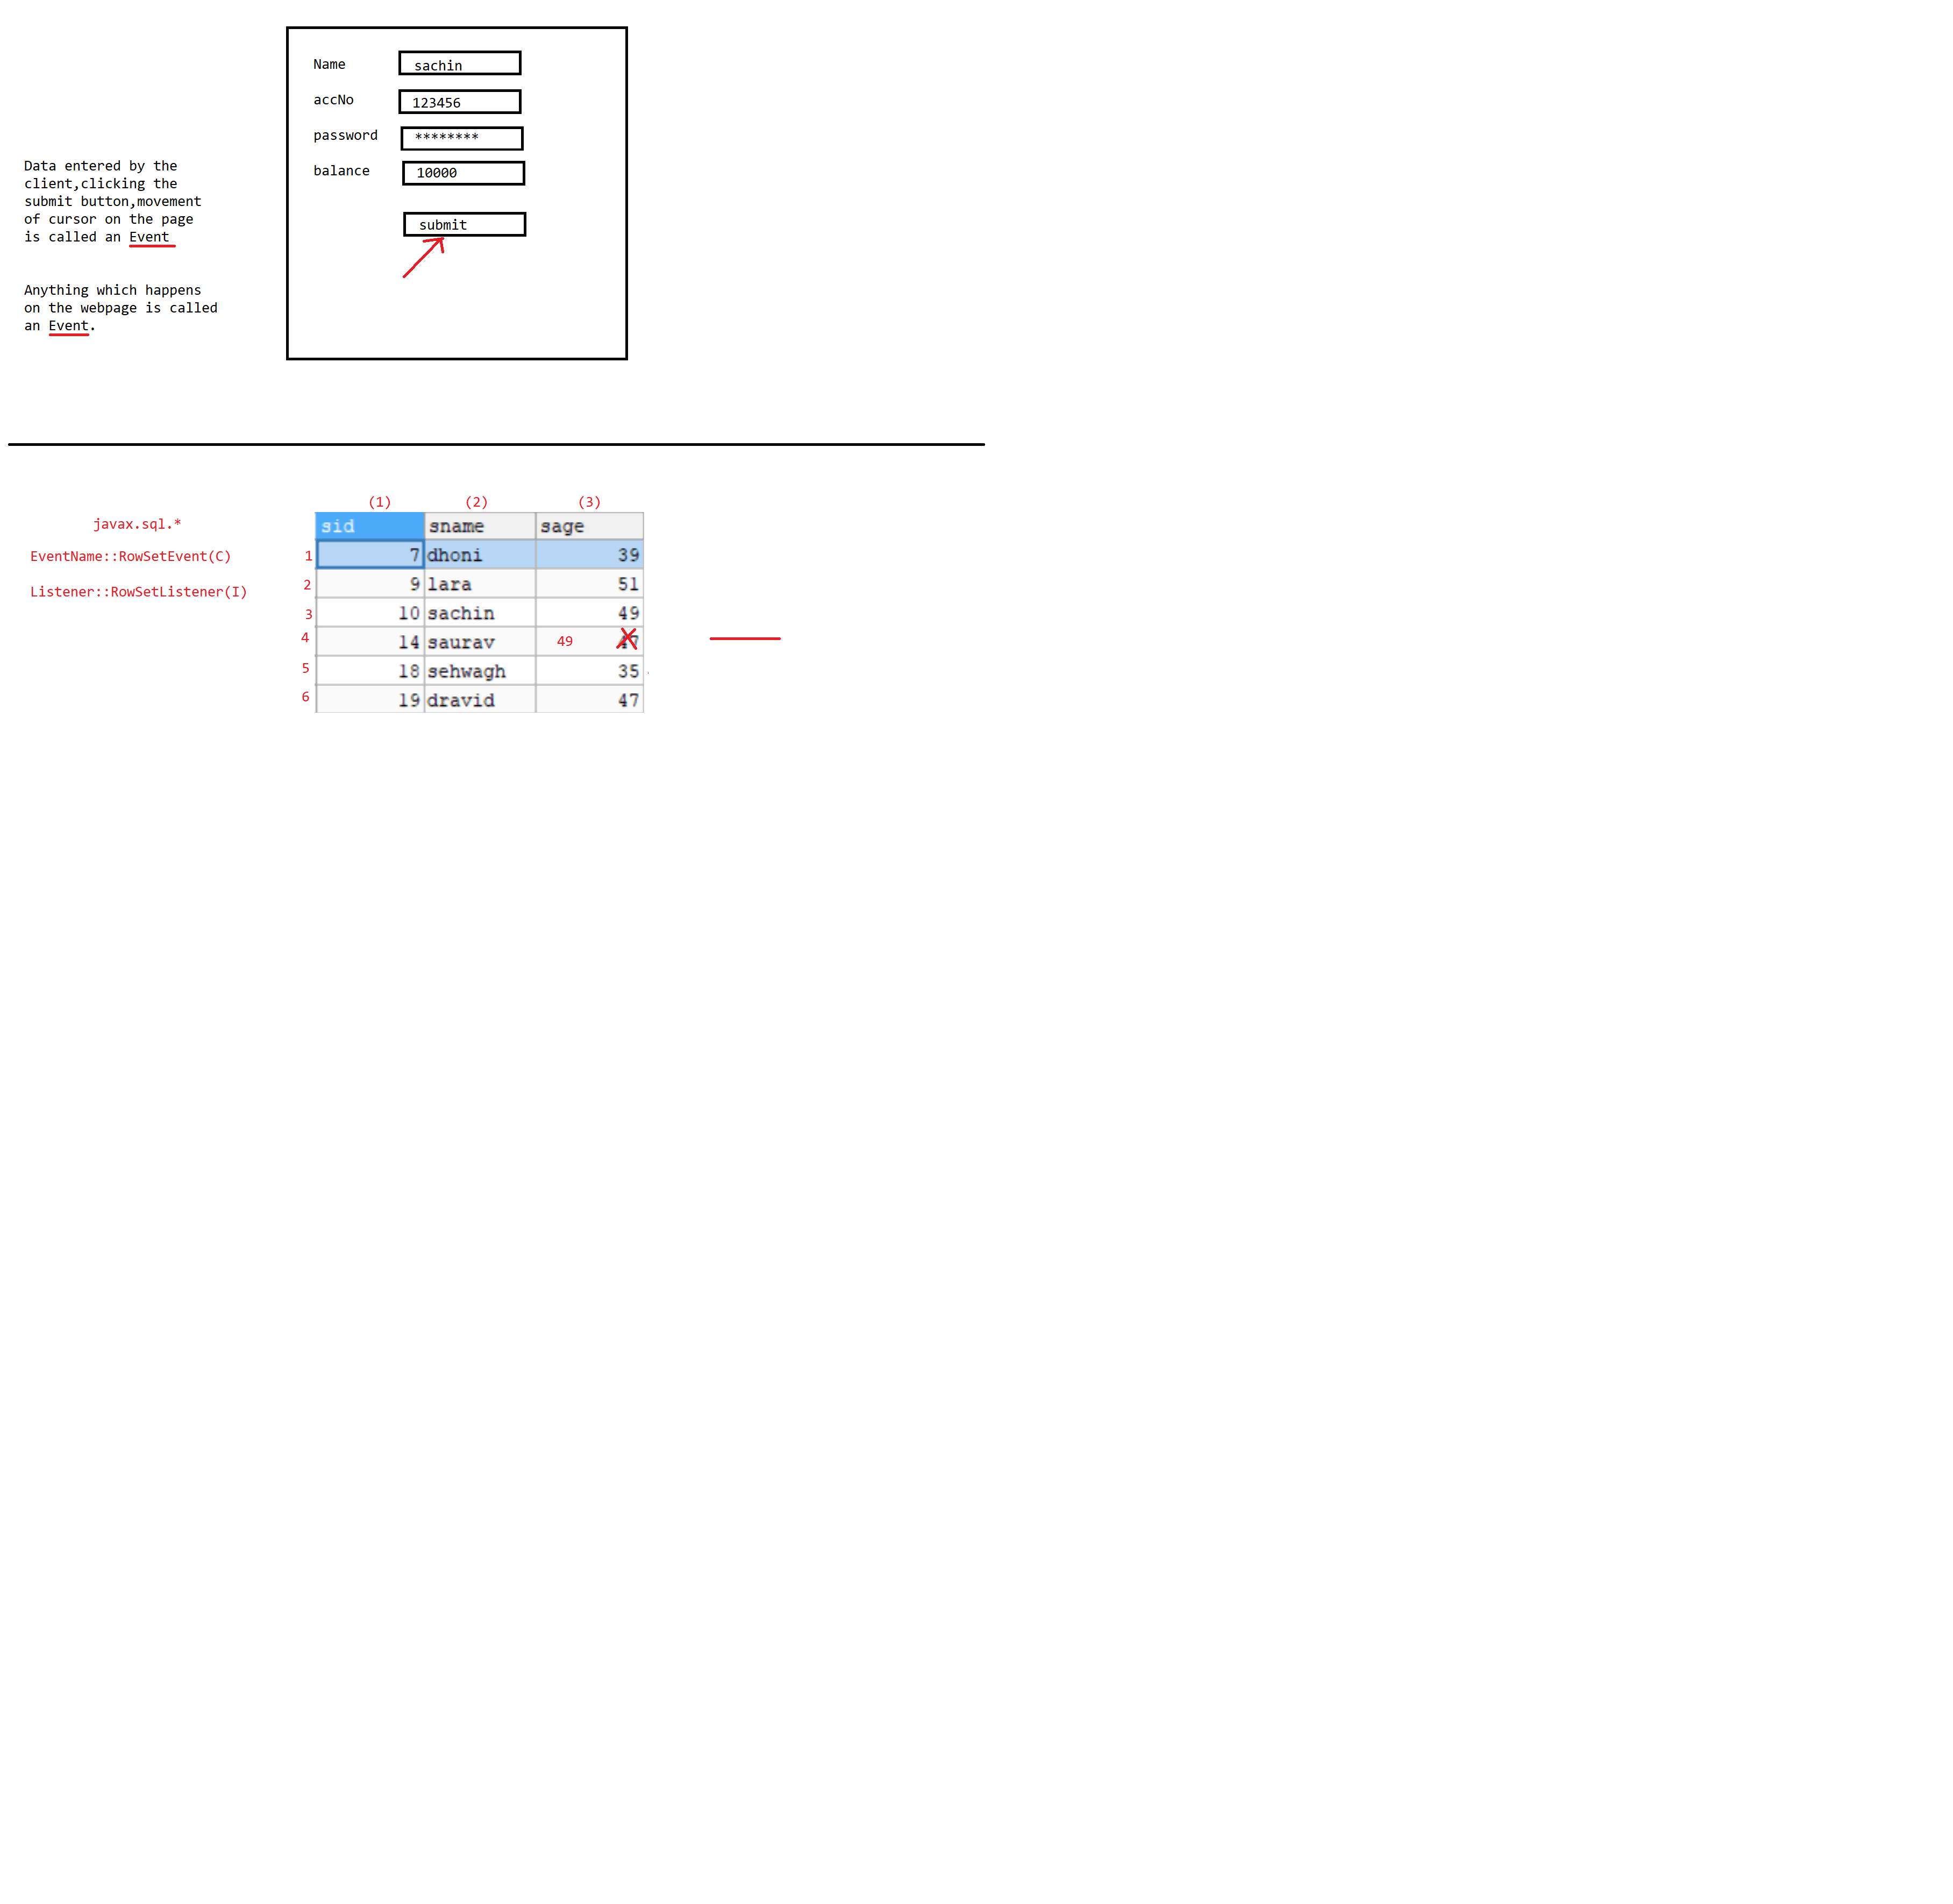 Name sachin
accNo 123456
password ********
balance 10000
submit
Data entered by the
client,clicking the
submit button,movement
of cursor on the page
is called an Event
Anything which happens
on the webpage is called
an Event.
javax.sql.*
EventName::RowSetEvent(C)
Listener::RowSetListener(I)
(1) (2) (3)
sid sname sage
1 7 dhoni 39
2 9 lara 51
3 10 sachin 49
4 14 saurav 49 47
5 18 sehwagh 35
6 19 dravid 47